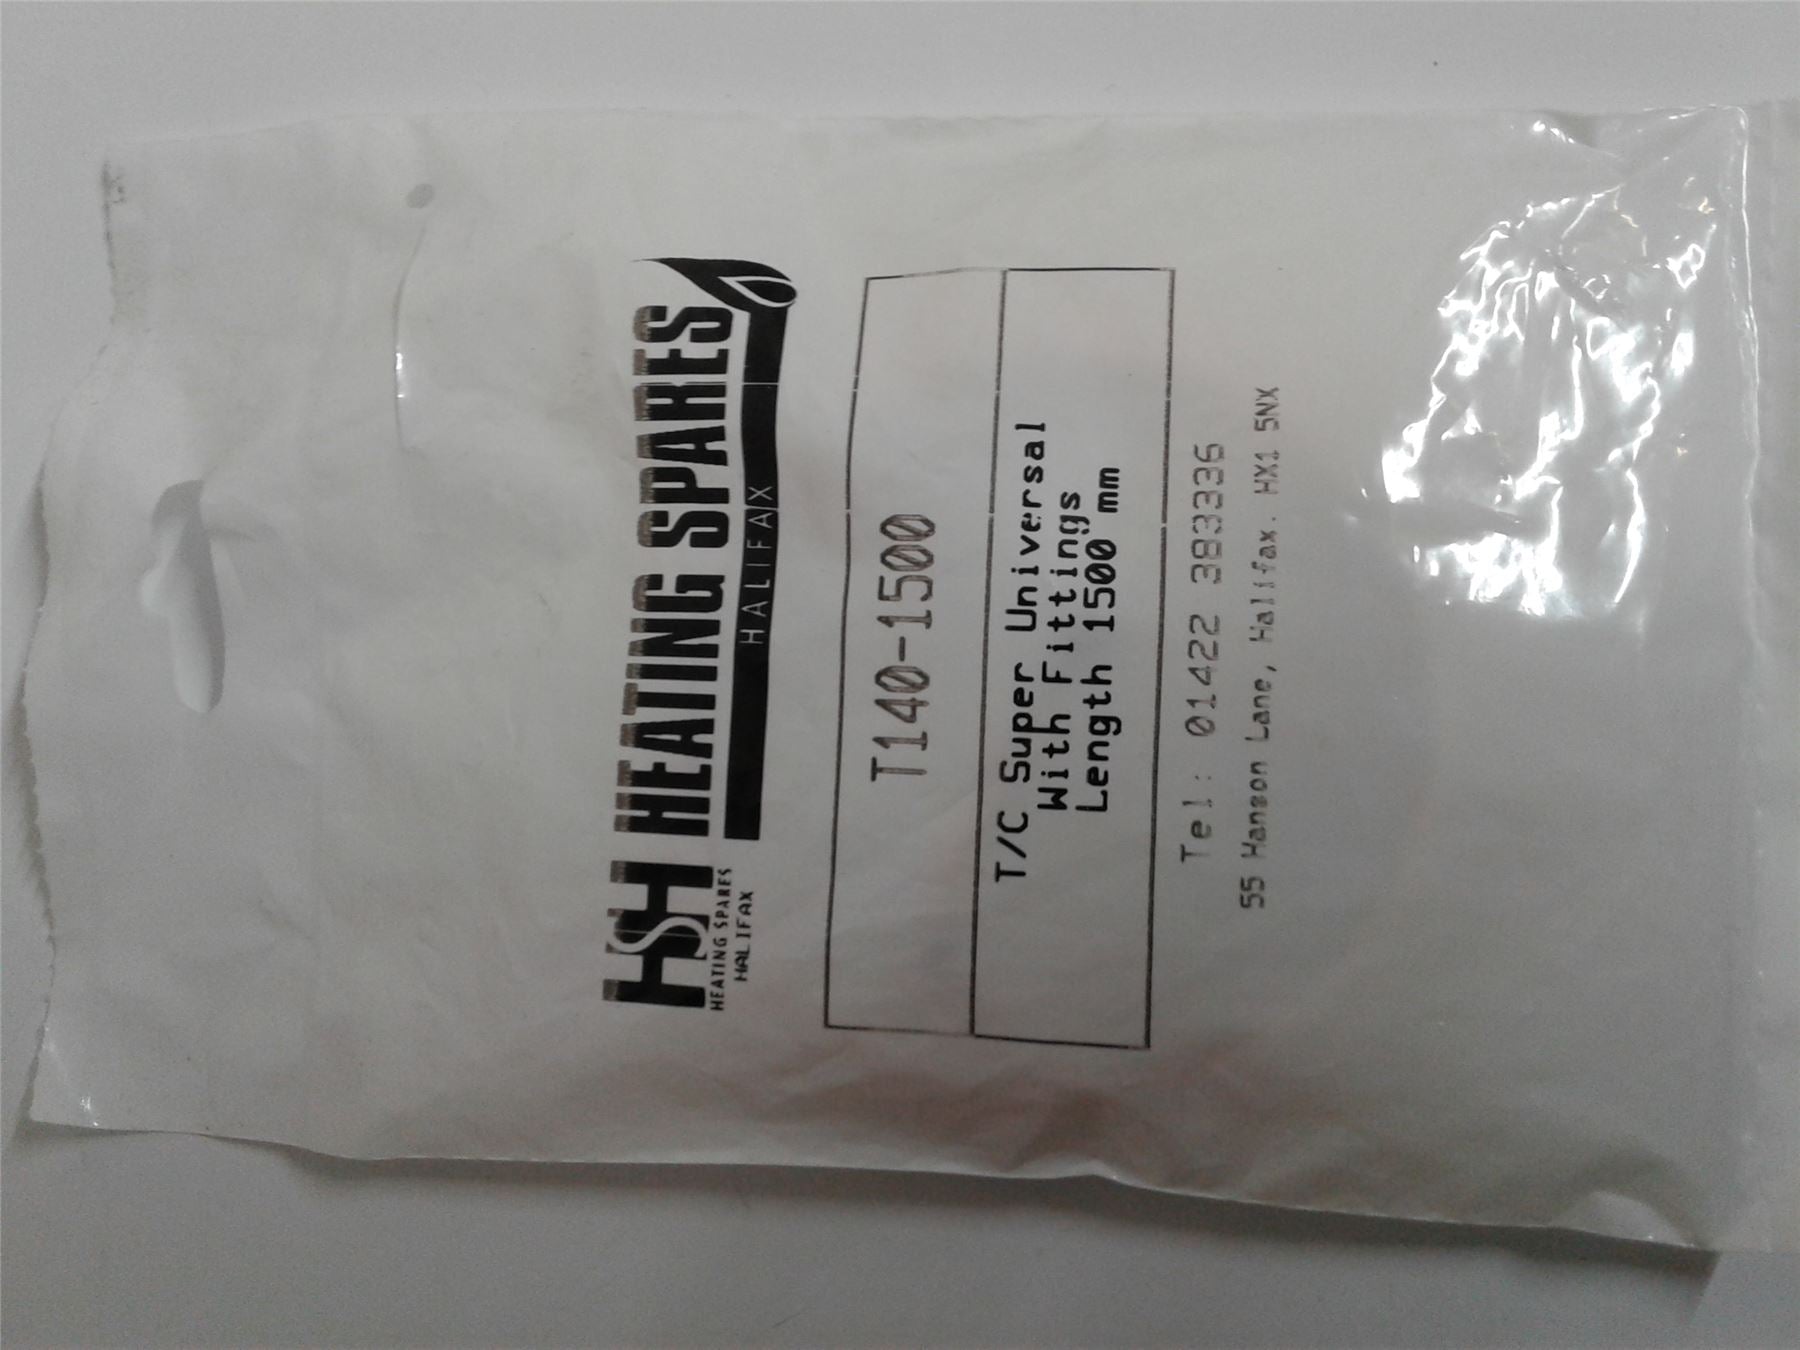 HSH HEATING SPARES
HEATING SPARES
HALIFAX
HALIFAX
T140-1500
T/C Super Universal
With Fittings
Length 1500 mm
Tel: 01422 383336
55 Hanson Lane, Halifax. HX1 5NX